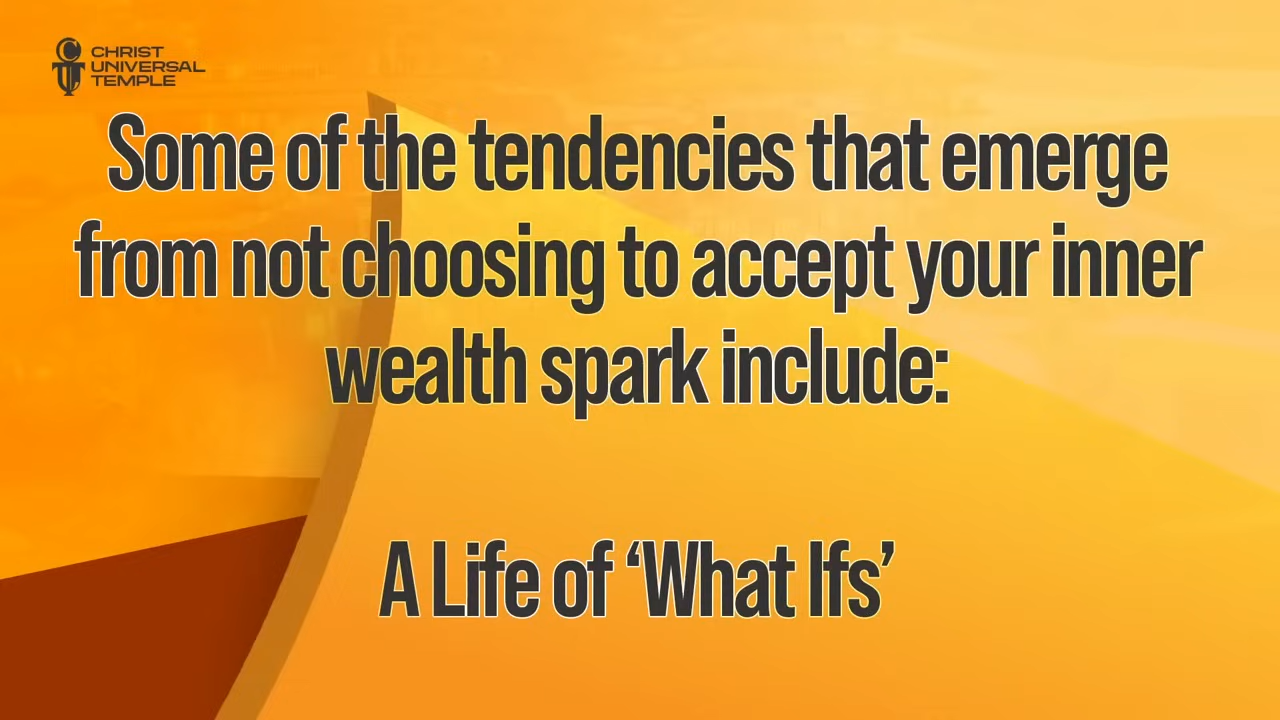 CHRIST
UNIVERSAL
TEMPLE
Some of the tendencies that emerge
from not choosing to accept your inner
wealth spark include:
A Life of ‘What Ifs’